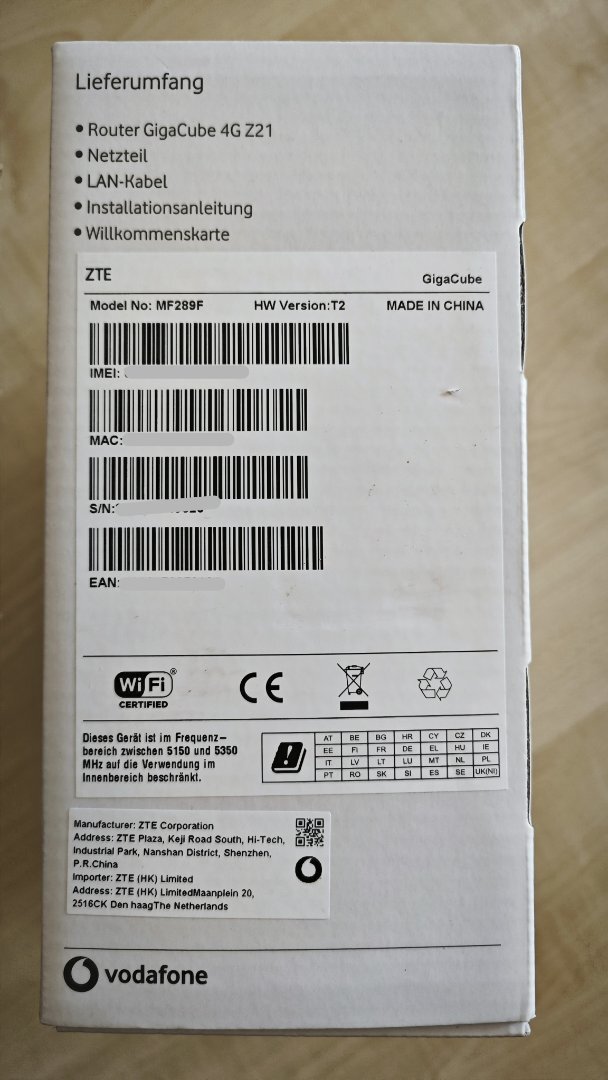 Lieferumfang
• Router GigaCube 4G Z21
• Netzteil
• LAN-Kabel
• Installationsanleitung
• Willkommenskarte
ZTE GigaCube
Model No: MF289F HW Version:T2 MADE IN CHINA
IMEI:
MAC:
S/N:
EAN:
WiFi®
CERTIFIED
CE
Dieses Gerät ist im Frequenz-
bereich zwischen 5150 und 5350
MHz auf die Verwendung im
Innenbereich beschränkt.
!
AT BE BG HR CY CZ DK
EE FI FR DE EL HU IE
IT LV LT LU MT NL PL
PT RO SK SI ES SE UK(NI)
Manufacturer: ZTE Corporation
Address: ZTE Plaza, Keji Road South, Hi-Tech,
Industrial Park, Nanshan District, Shenzhen,
P.R.China
Importer: ZTE (HK) Limited
Address: ZTE (HK) LimitedMaanplein 20,
2516CK Den haagThe Netherlands
vodafone